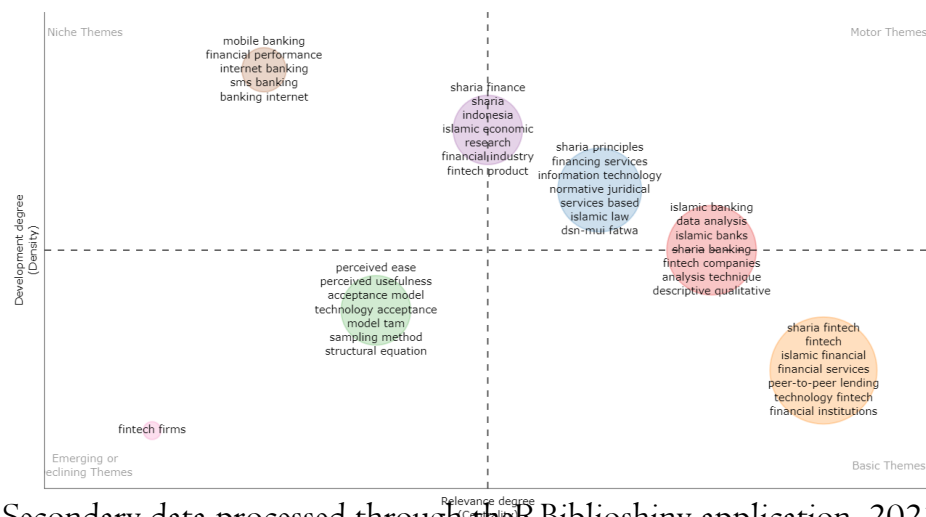 Niche Themes
Motor Themes
mobile banking
financial performance
internet banking
sms banking
banking internet
sharia finance
sharia
indonesia
islamic economic
research
financial industry
fintech product
sharia principles
financing services
information technology
normative juridical
services based
islamic law
dsn-mui fatwa
islamic banking
data analysis
islamic banks
sharia banking
fintech companies
analysis technique
descriptive qualitative
Development degree
(Density)
perceived ease
perceived usefulness
acceptance model
technology acceptance
model tam
sampling method
structural equation
sharia fintech
fintech
islamic financial
financial services
peer-to-peer lending
technology fintech
financial institutions
fintech firms
Emerging or
eclining Themes
Basic Themes
Relevance degree
Secondary data processed through the R Biblioshiny application,